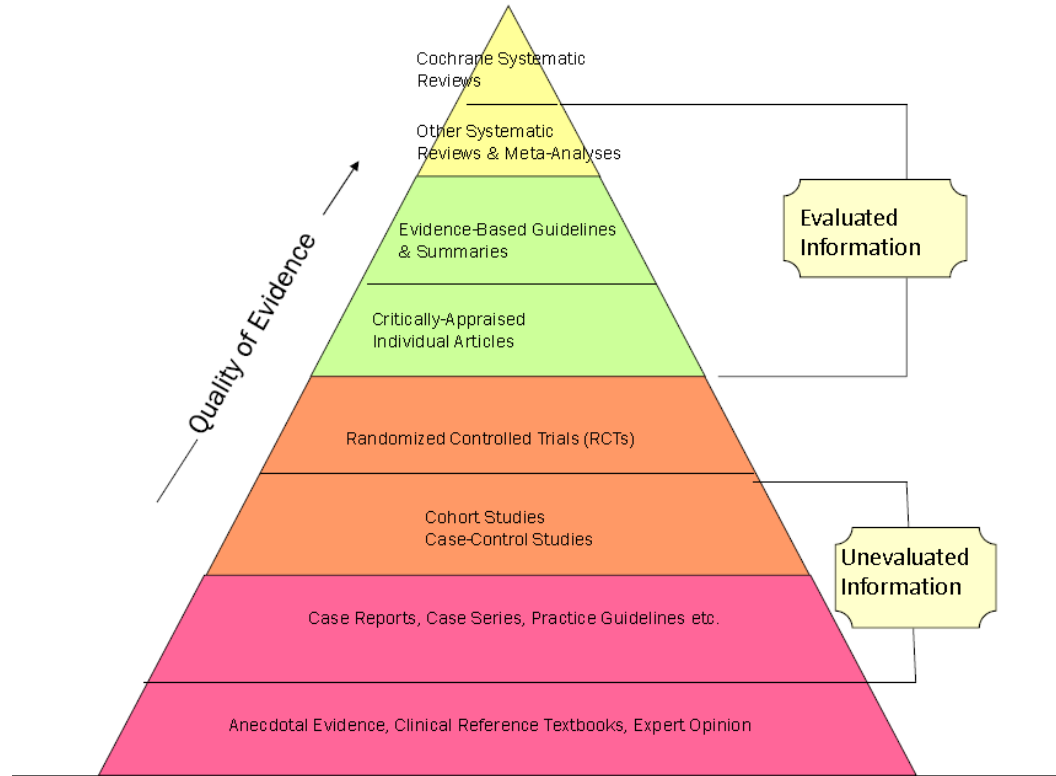 Cochrane Systematic
Reviews
Other Systematic
Reviews & Meta-Analyses
Evaluated
Information
Evidence-Based Guidelines
& Summaries
Quality of Evidence
Critically-Appraised
Individual Articles
Randomized Controlled Trials (RCTs)
Cohort Studies
Case-Control Studies
Unevaluated
Information
Case Reports, Case Series, Practice Guidelines etc.
Anecdotal Evidence, Clinical Reference Textbooks, Expert Opinion